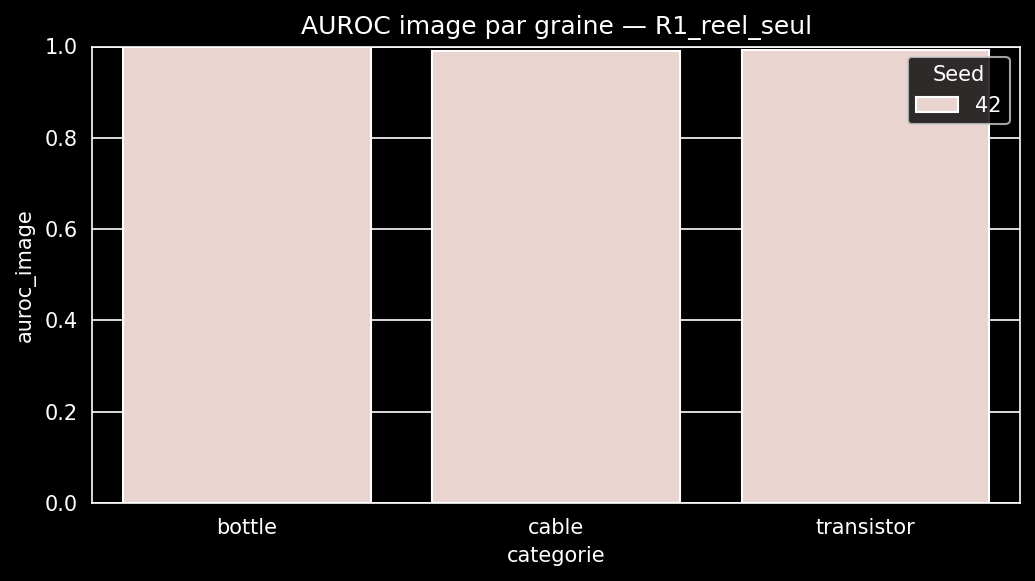 AUROC image par graine — R1_reel_seul
Seed
42
1.0
0.8
0.6
0.4
0.2
0.0
auroc_image
bottle
cable
transistor
categorie